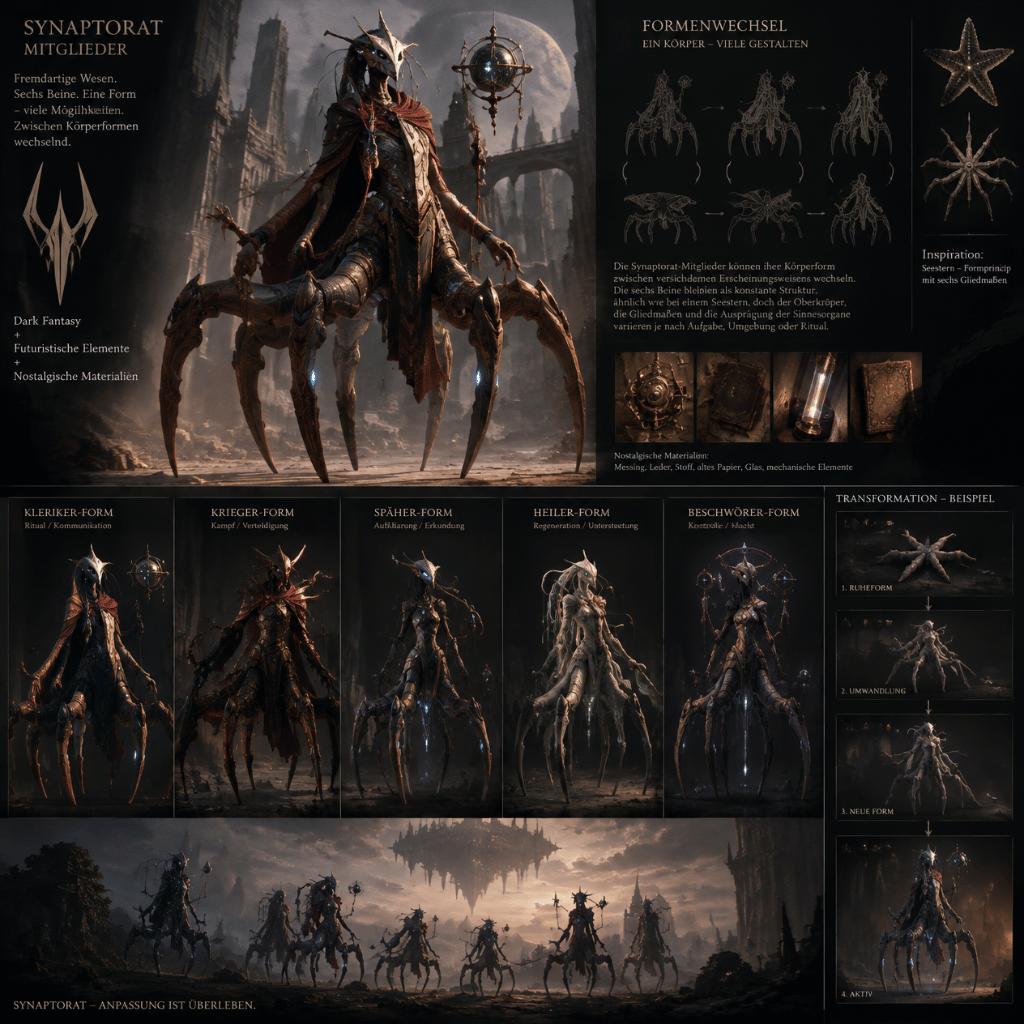 SYNAPTORAT
MITGLIEDER
Fremdartige Wesen.
Sechs Beine. Eine Form
– viele Möglihkeiten.
Zwischen Körperformen
wechselnd.
Dark Fantasy
+
Futuristische Elemente
+
Nostalgische Materialien
FORMENWECHSEL
EIN KÖRPER – VIELE GESTALTEN
Die Synaptorat-Mitglieder können ihre Körperform
zwischen versichdemen Erscheinungsweisens wechseln.
Die sechs Beine bleibien als konstante Struktur,
ähnlich wie bei einem Seestern, doch der Oberkörper,
die Gliedmaßen und die Ausprägung der Sinnesorgane
variieren je nach Aufgabe, Umgebung oder Ritual.
Nostalgische Materialien:
Messing, Leder, Stoff, altes Papier, Glas, mechanische Elemente
Inspiration:
Seestern – Formprinzip
mit sechs Gliedmaßen
KLERIKER-FORM
Ritual / Kommunikation
KRIEGER-FORM
Kampf / Verteidigung
SPÄHER-FORM
/ Erkundung
HEILER-FORM
Regeneration /
BESCHWÖRER-FORM
TRANSFORMATION – BEISPIEL
1. RUHEFORM
2. UMWANDLUNG
3. NEUE FORM
4. AKTIV
SYNAPTORAT – ANPASSUNG IST ÜBERLEBEN.